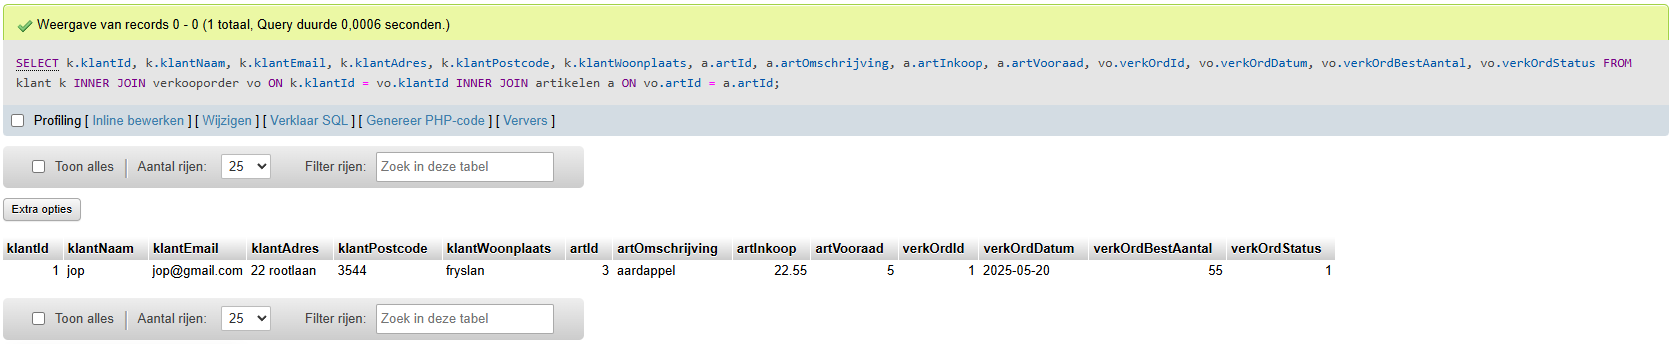 Weergave van records 0 - 0 (1 totaal, Query duurde 0,0006 seconden.)
SELECT k.klantId, k.klantNaam, k.klantEmail, k.klantAdres, k.klantPostcode, k.klantWoonplaats, a.artId, a.artOmschrijving, a.artInkoop, a.artVooraad, vo.verkOrdId, vo.verkOrdDatum, vo.verkOrdBestAantal, vo.verkOrdStatus FROM
klant k INNER JOIN verkooporder vo ON k.klantId = vo.klantId INNER JOIN artikelen a ON vo.artId = a.artId;
Profiling [ Inline bewerken ] [ Wijzigen ] [ Verklaar SQL ] [ Genereer PHP-code ] [ Ververs ]
Toon alles Aantal rijen: 25 Filter rijen: Zoek in deze tabel
Extra opties
klantId klantNaam klantEmail klantAdres klantPostcode klantWoonplaats artId artOmschrijving artInkoop artVooraad verkOrdId verkOrdDatum verkOrdBestAantal verkOrdStatus
1 jop jop@gmail.com 22 rootlaan 3544 fryslan 3 aardappel 22.55 5 1 2025-05-20 55 1
Toon alles Aantal rijen: 25 Filter rijen: Zoek in deze tabel